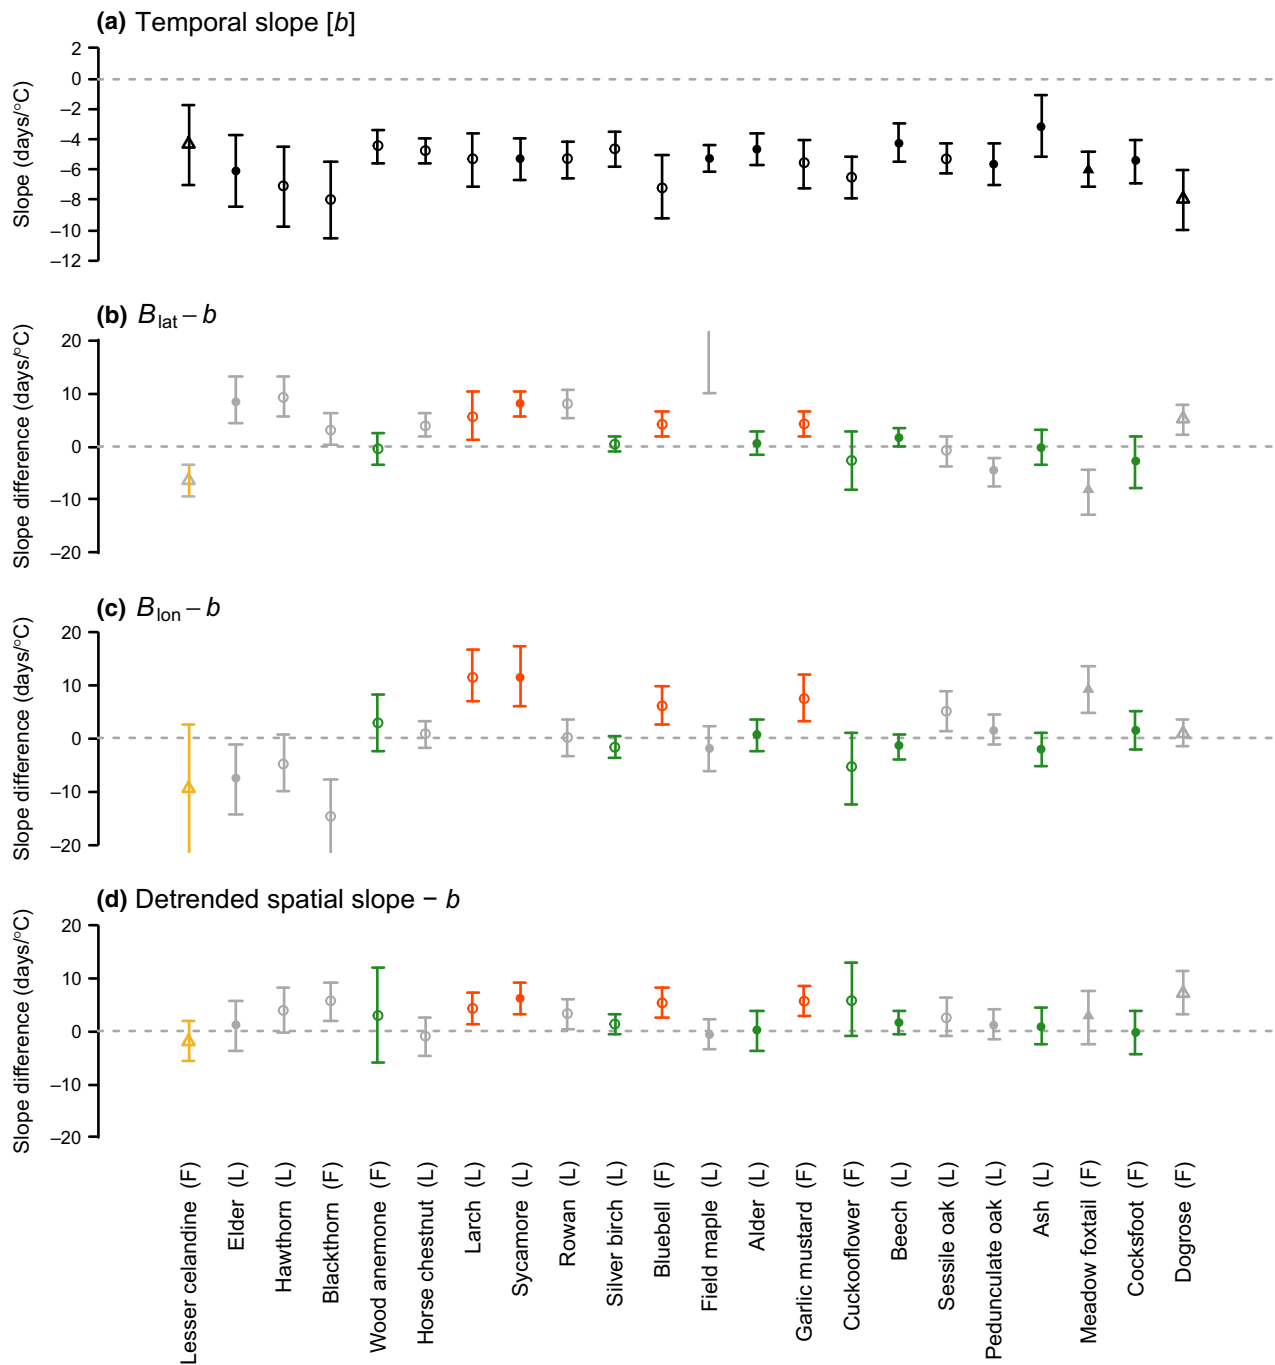 (a) Temporal slope [b]
Slope (days/°C)
2
0
–2
–4
–6
–8
–10
–12
(b) Blat – b
Slope difference (days/°C)
20
10
0
–10
–20
(c) Blon – b
Slope difference (days/°C)
20
10
0
–10
–20
(d) Detrended spatial slope − b
Slope difference (days/°C)
20
10
0
–10
–20
Lesser celandine (F)
Elder (L)
Hawthorn (L)
Blackthorn (F)
Wood anemone (F)
Horse chestnut (L)
Larch (L)
Sycamore (L)
Rowan (L)
Silver birch (L)
Bluebell (F)
Field maple (L)
Alder (L)
Garlic mustard (F)
Cuckooflower (F)
Beech (L)
Sessile oak (L)
Pedunculate oak (L)
Ash (L)
Meadow foxtail (F)
Cocksfoot (F)
Dogrose (F)